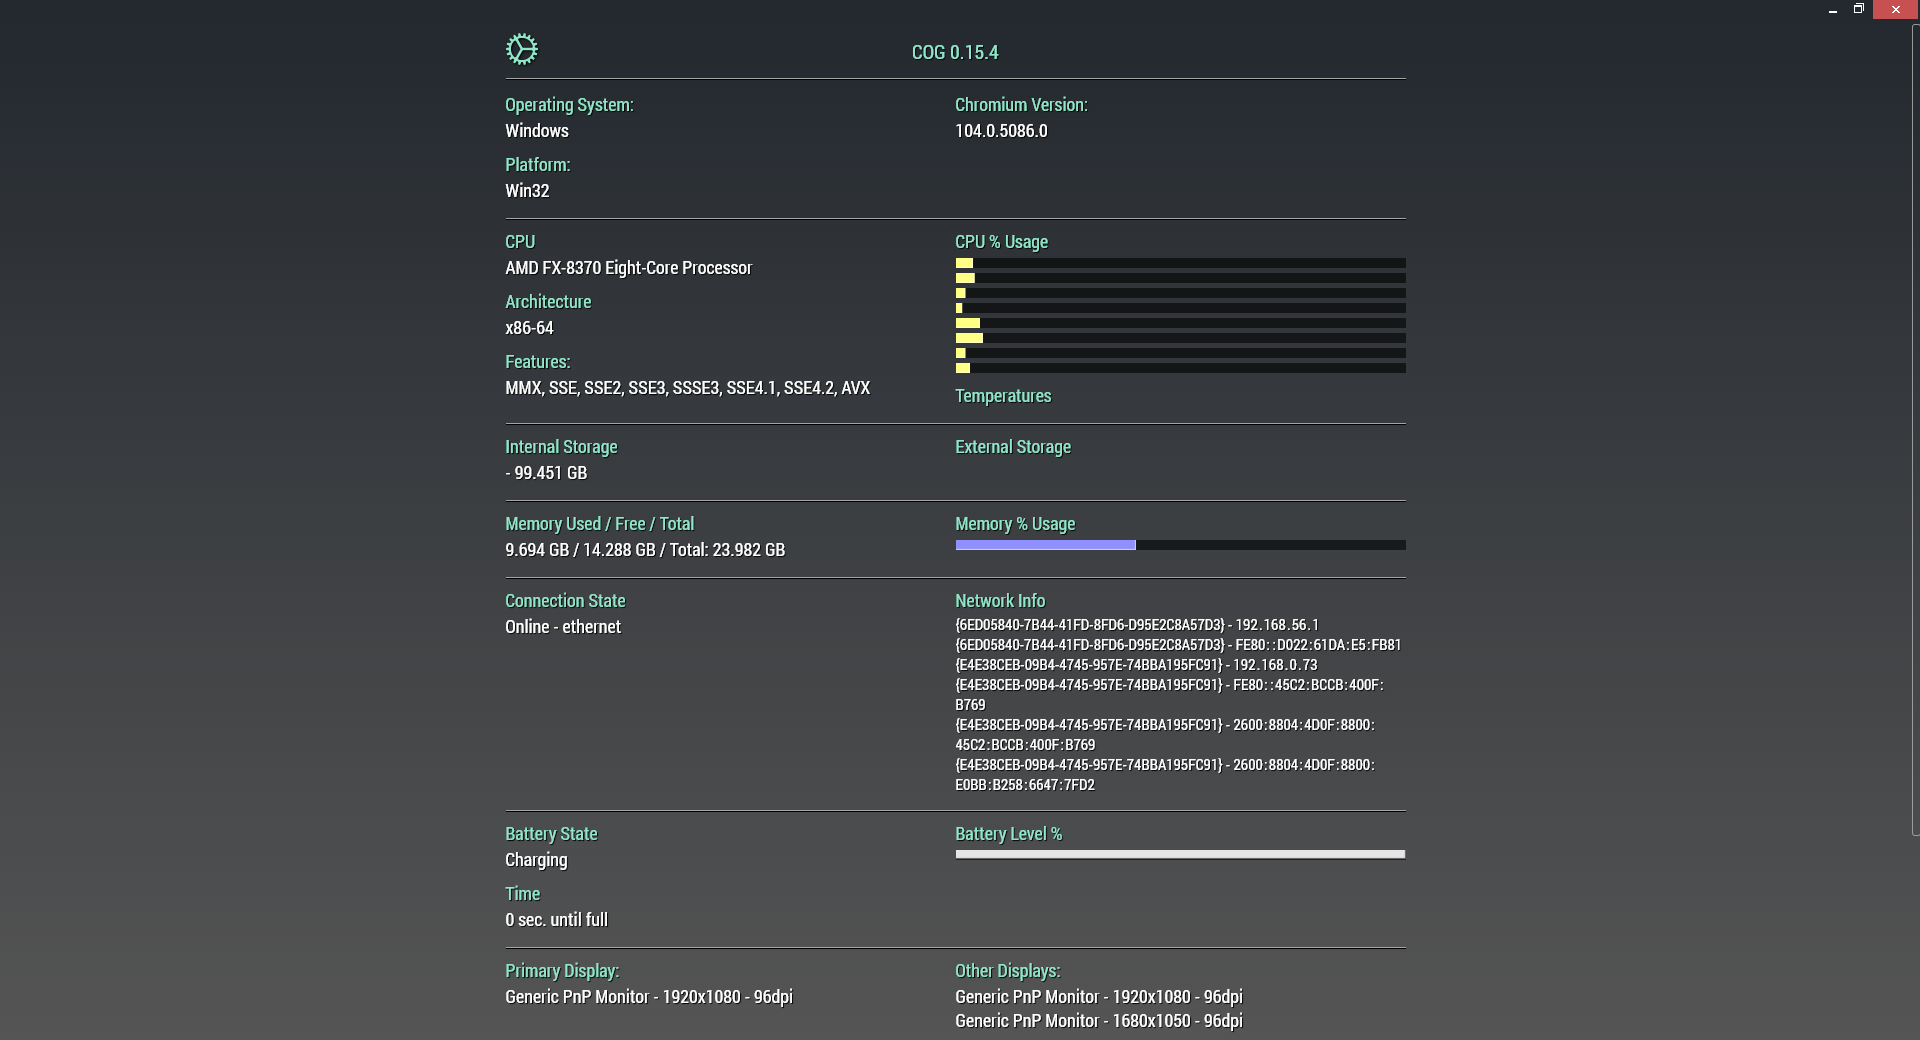 COG 0.15.4
Operating System:
Windows
Platform:
Win32
Chromium Version:
104.0.5086.0
CPU
AMD FX-8370 Eight-Core Processor
Architecture
x86-64
Features:
MMX, SSE, SSE2, SSE3, SSSE3, SSE4.1, SSE4.2, AVX
CPU % Usage
Temperatures
Internal Storage
- 99.451 GB
External Storage
Memory Used / Free / Total
9.694 GB / 14.288 GB / Total: 23.982 GB
Memory % Usage
Connection State
Online - ethernet
Network Info
{6ED05840-7B44-41FD-8FD6-D95E2C8A57D3} - 192.168.56.1
{6ED05840-7B44-41FD-8FD6-D95E2C8A57D3} - FE80::D022:61DA:E5:FB81
{E4E38CEB-09B4-4745-957E-74BBA195FC91} - 192.168.0.73
{E4E38CEB-09B4-4745-957E-74BBA195FC91} - FE80::45C2:BCCB:400F:
B769
{E4E38CEB-09B4-4745-957E-74BBA195FC91} - 2600:8804:4D0F:8800:
45C2:BCCB:400F:B769
{E4E38CEB-09B4-4745-957E-74BBA195FC91} - 2600:8804:4D0F:8800:
E0BB:B258:6647:7FD2
Battery State
Charging
Time
0 sec. until full
Battery Level %
Primary Display:
Generic PnP Monitor - 1920x1080 - 96dpi
Other Displays:
Generic PnP Monitor - 1920x1080 - 96dpi
Generic PnP Monitor - 1680x1050 - 96dpi